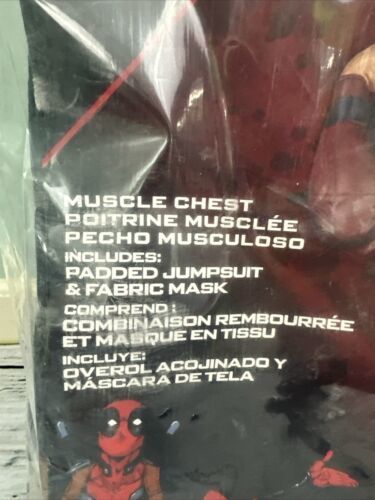 MUSCLE CHEST
POITRINE MUSCLÉE
PECHO MUSCULOSO
INCLUDES:
PADDED JUMPSUIT
& FABRIC MASK
COMPREND :
COMBINAISON REMBOURRÉE
ET MASQUE EN TISSU
INCLUYE:
OVEROL ACOJINADO Y
MÁSCARA DE TELA